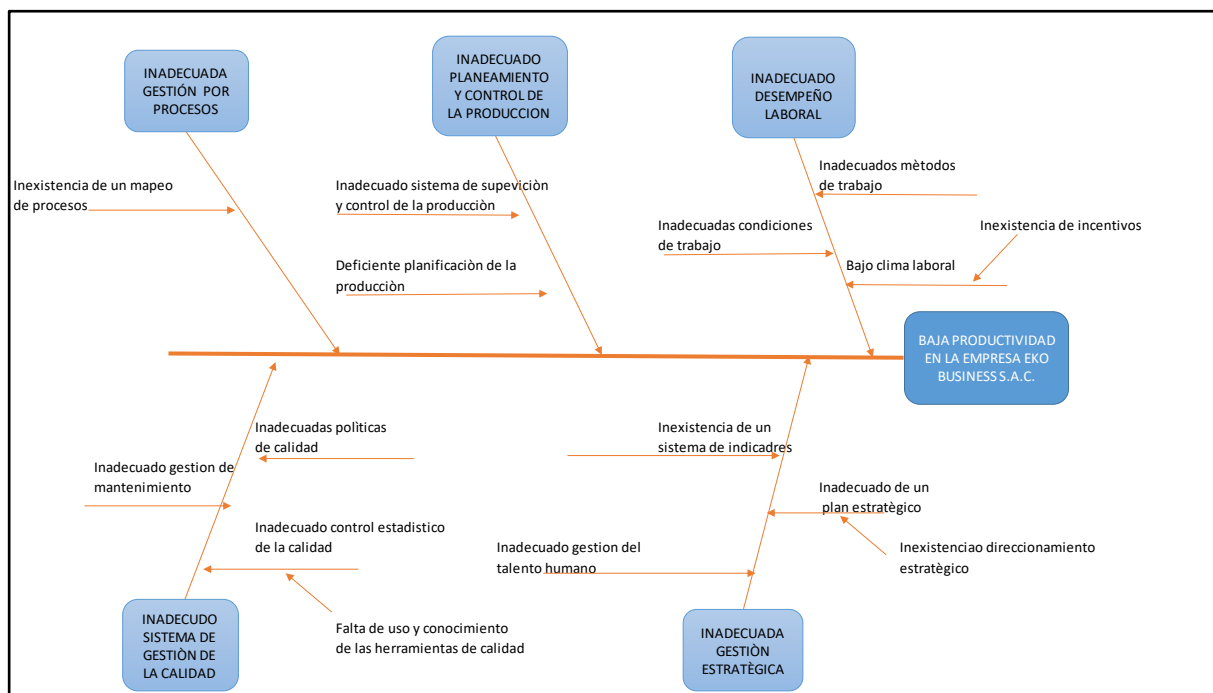 INADECUADA
GESTIÓN POR
PROCESOS
INADECUADO
PLANEAMIENTO
Y CONTROL DE
LA PRODUCCION
INADECUADO
DESEMPEÑO
LABORAL
Inexistencia de un mapeo
de procesos
Inadecuado sistema de supeviciòn
y control de la producciòn
Deficiente planificaciòn de la
producciòn
Inadecuados mètodos
de trabajo
Inadecuadas condiciones
de trabajo
Inexistencia de incentivos
Bajo clima laboral
BAJA PRODUCTIVIDAD
EN LA EMPRESA EKO
BUSINESS S.A.C.
Inadecuadas polìticas
de calidad
Inadecuado gestion de
mantenimiento
Inadecuado control estadistico
de la calidad
Falta de uso y conocimiento
de las herramientas de calidad
Inexistencia de un
sistema de indicadres
Inadecuado de un
plan estratègico
Inexistenciao direccionamiento
estratègico
Inadecuado gestion del
talento humano
INADECUDO
SISTEMA DE
GESTIÒN DE
LA CALIDAD
INADECUADA
GESTIÒN
ESTRATÈGICA